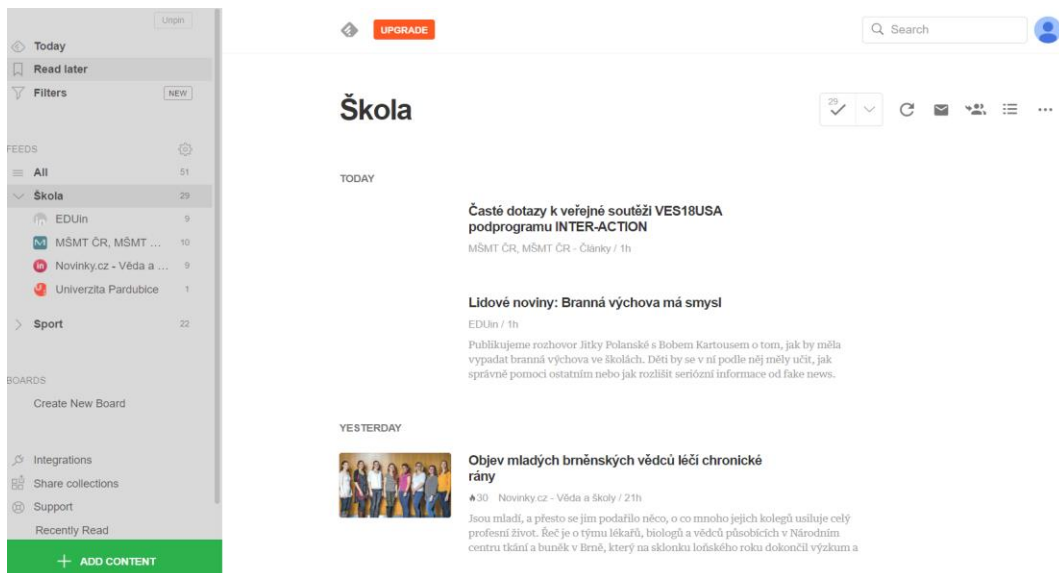 Unpin
Today
Read later
Filters
NEW
FEEDS
All
51
Škola
29
EDUin
9
MŠMT ČR, MŠMT ...
10
Novinky.cz - Věda a ...
9
Univerzita Pardubice
1
Sport
22
BOARDS
Create New Board
Integrations
Share collections
Support
Recently Read
ADD CONTENT
UPGRADE
Search
Škola
29
TODAY
Časté dotazy k veřejné soutěži VES18USA
podprogramu INTER-ACTION
MŠMT ČR, MŠMT ČR - Články / 1h
Lidové noviny: Branná výchova má smysl
EDUin / 1h
Publikujeme rozhovor Jitky Polanské s Bobem Kartousem o tom, jak by měla
vypadat branná výchova ve školách. Děti by se v ní podle něj měly učit, jak
správně pomoci ostatním nebo jak rozlišit seriózní informace od fake news.
YESTERDAY
Objev mladých brněnských vědců léčí chronické
rány
30 Novinky.cz - Věda a školy / 21h
Jsou mladí, a přesto se jim podařilo něco, o co mnoho jejich kolegů usiluje celý
profesní život. Řeč je o týmu lékařů, biologů a vědců působících v Národním
centru tkání a buněk v Brně, který na sklonku loňského roku dokončil výzkum a